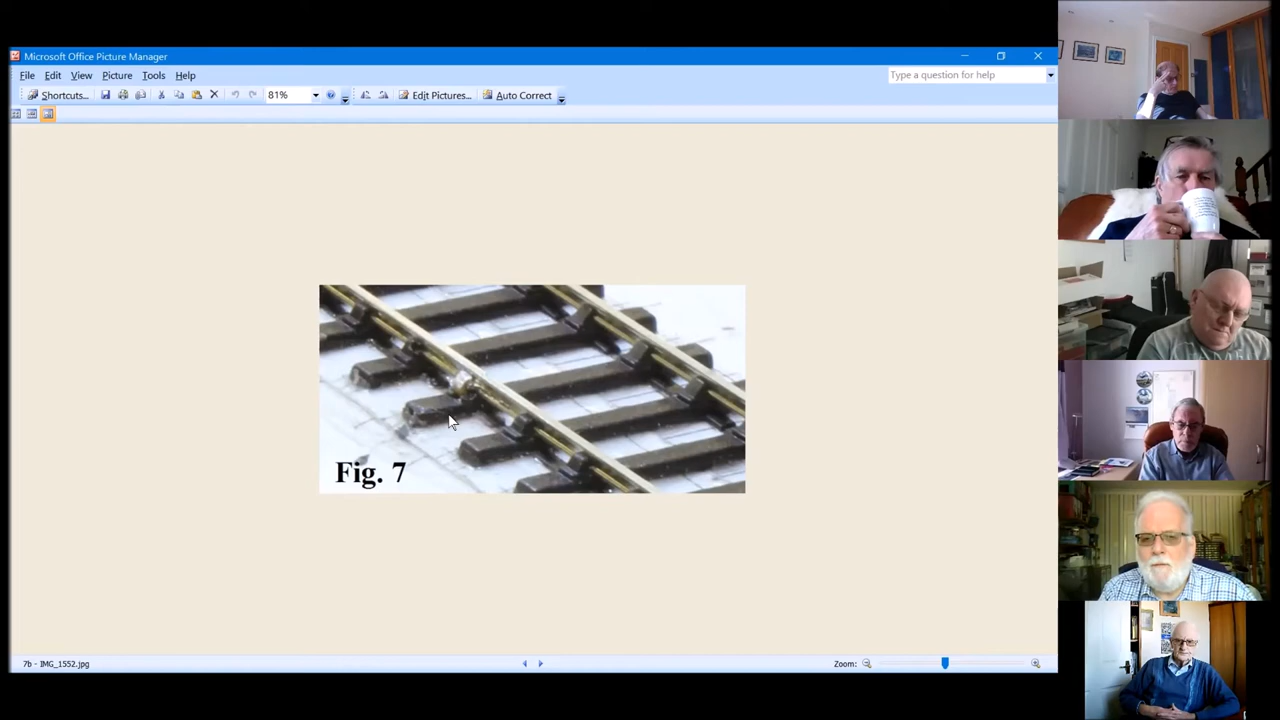 Microsoft Office Picture Manager
File Edit View Picture Tools Help
Type a question for help
Shortcuts... 81% Edit Pictures... Auto Correct
Fig. 7
7b - IMG_1552.jpg
Zoom: